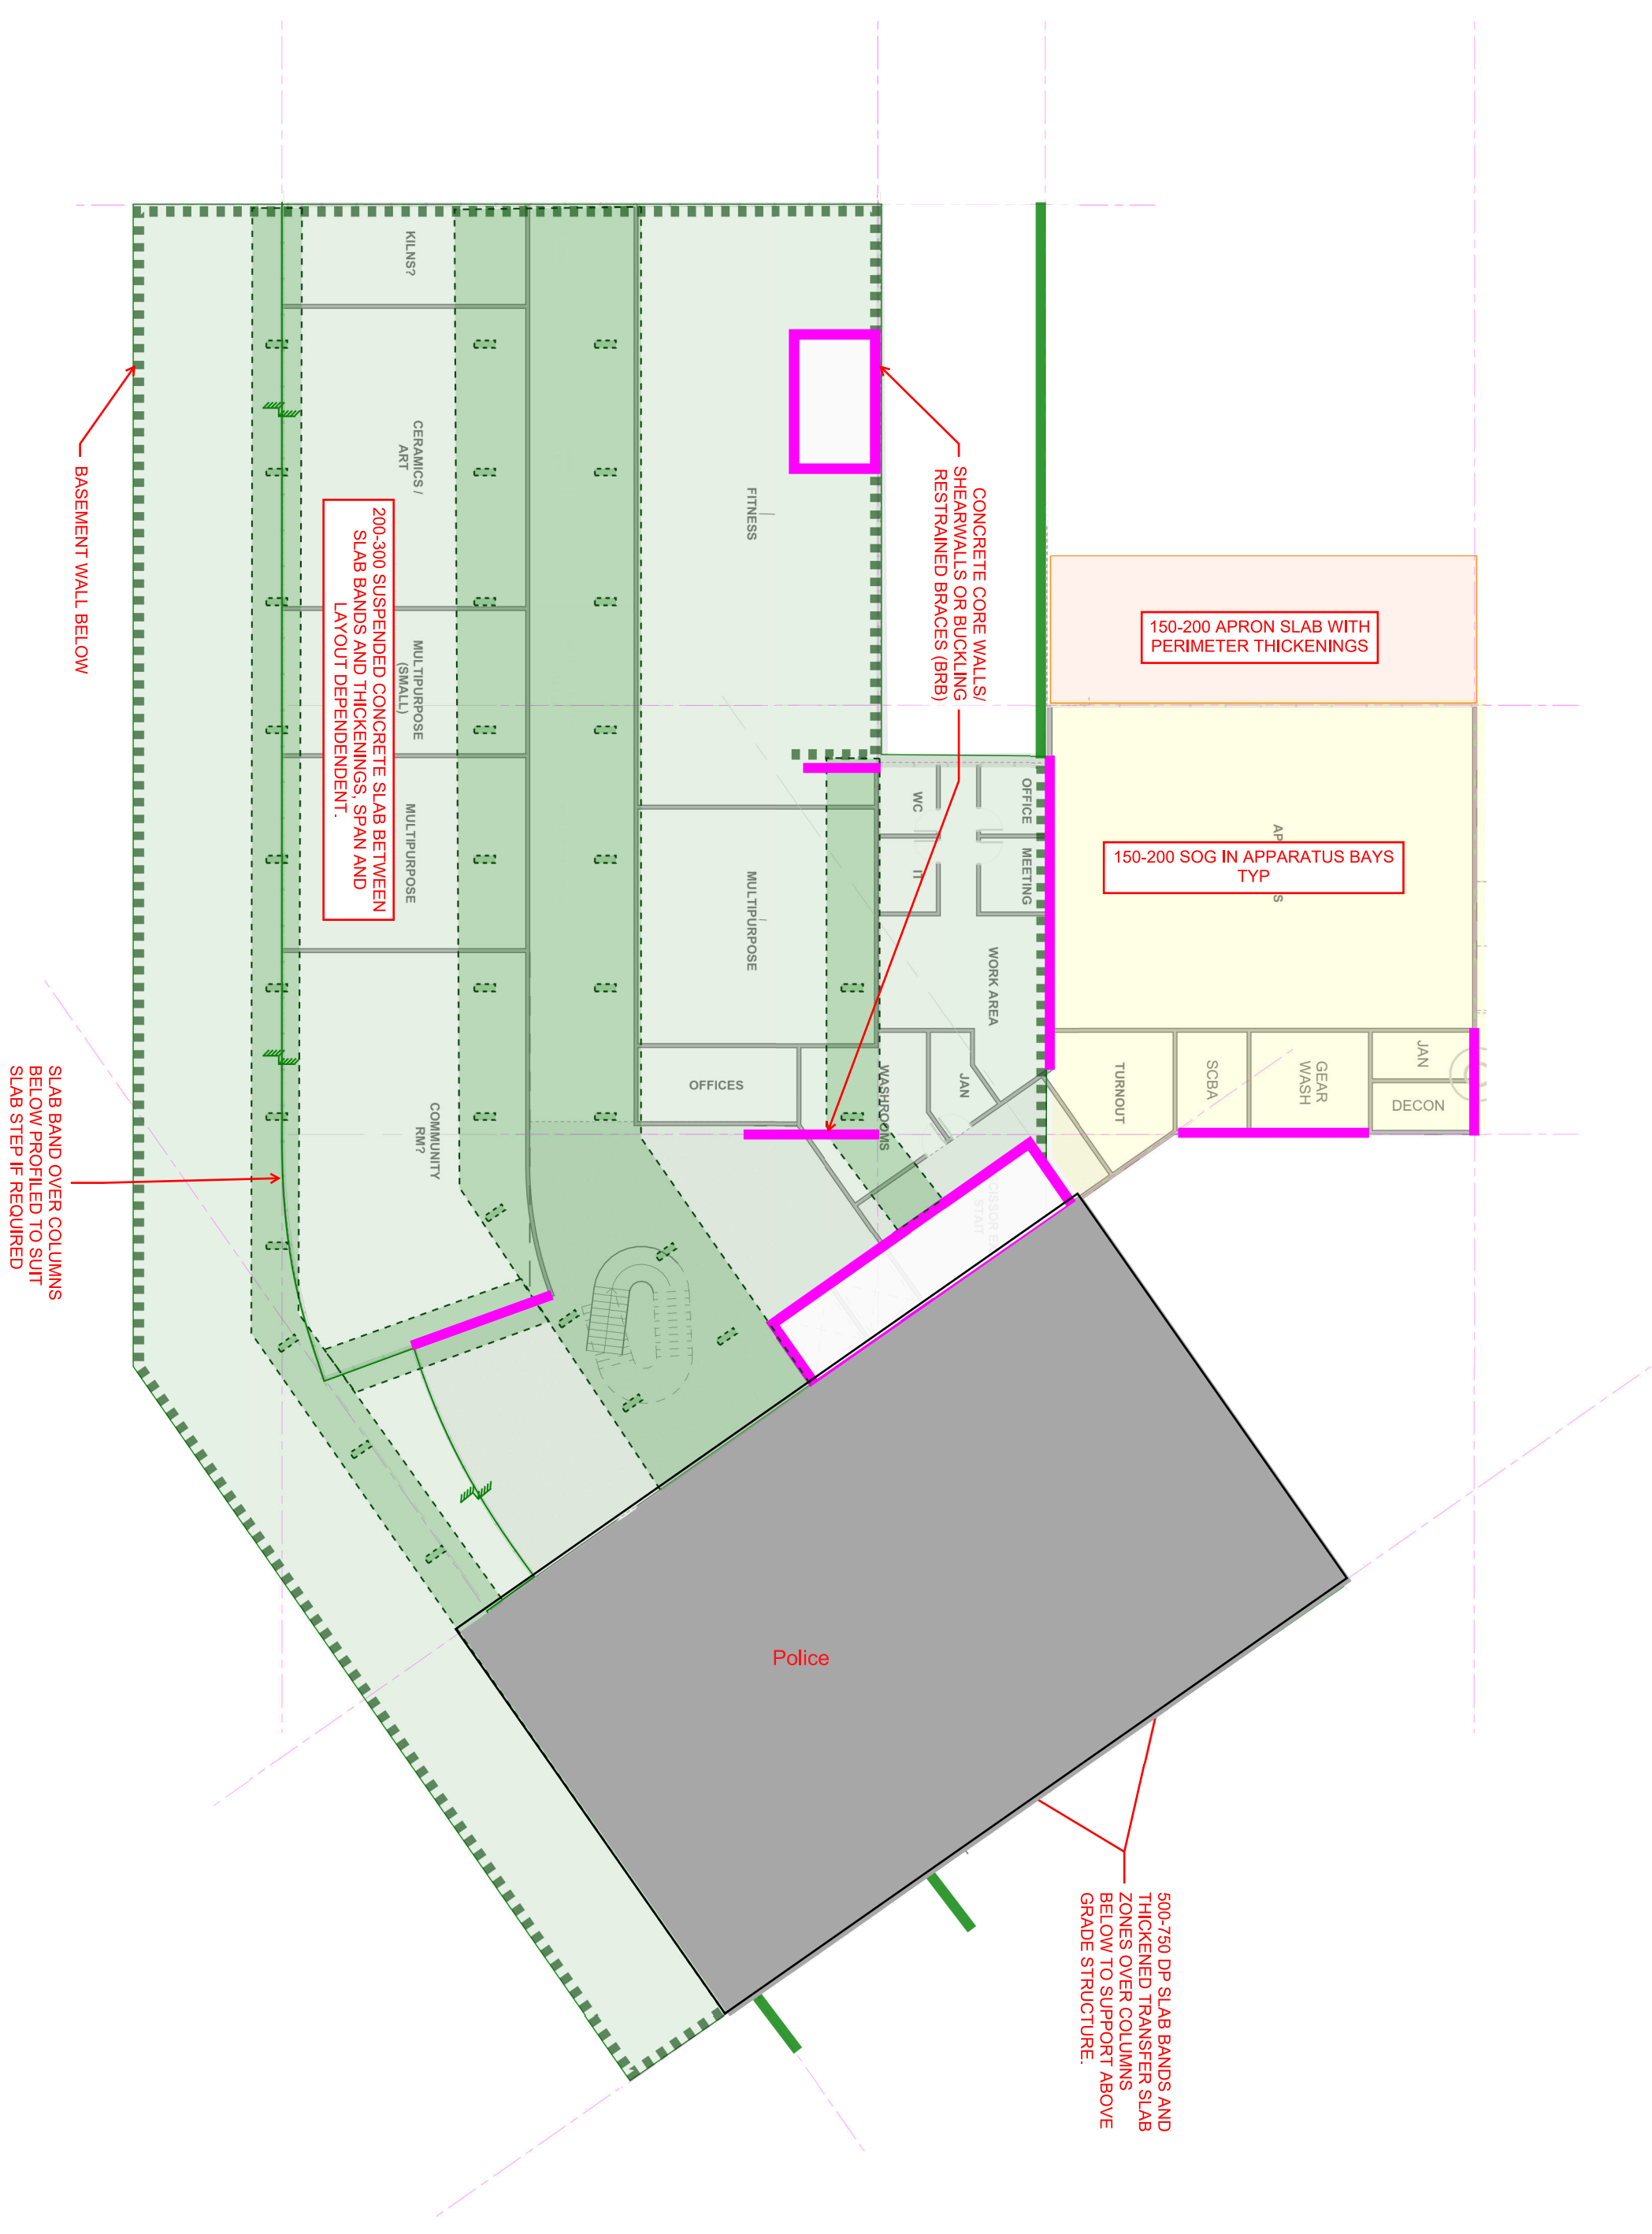 KILNS?
CERAMICS /
ART
MULTIPURPOSE
(SMALL)
MULTIPURPOSE
COMMUNITY
RM?
FITNESS
MULTIPURPOSE
OFFICES
WC
IT
OFFICE
MEETING
WORK AREA
WASHROOMS
JAN
TURNOUT
SCBA
GEAR
WASH
JAN
DECON
150-200 APRON SLAB WITH
PERIMETER THICKENINGS
150-200 SOG IN APPARATUS BAYS
TYP
CONCRETE CORE WALLS/
SHEARWALLS OR BUCKLING
RESTRAINED BRACES (BRB)
200-300 SUSPENDED CONCRETE SLAB BETWEEN
SLAB BANDS AND THICKENINGS, SPAN AND
LAYOUT DEPENDENT.
BASEMENT WALL BELOW
SLAB BAND OVER COLUMNS
BELOW PROFILED TO SUIT
SLAB STEP IF REQUIRED
Police
500-750 DP SLAB BANDS AND
THICKENED TRANSFER SLAB
ZONES OVER COLUMNS
BELOW TO SUPPORT ABOVE
GRADE STRUCTURE.